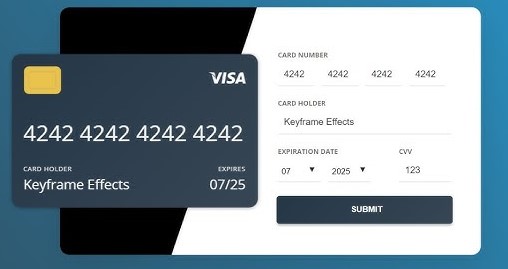 VISA
4242 4242 4242 4242
CARD HOLDER EXPIRES
Keyframe Effects 07/25
CARD NUMBER
4242 4242 4242 4242
CARD HOLDER
Keyframe Effects
EXPIRATION DATE CVV
07 2025 123
SUBMIT